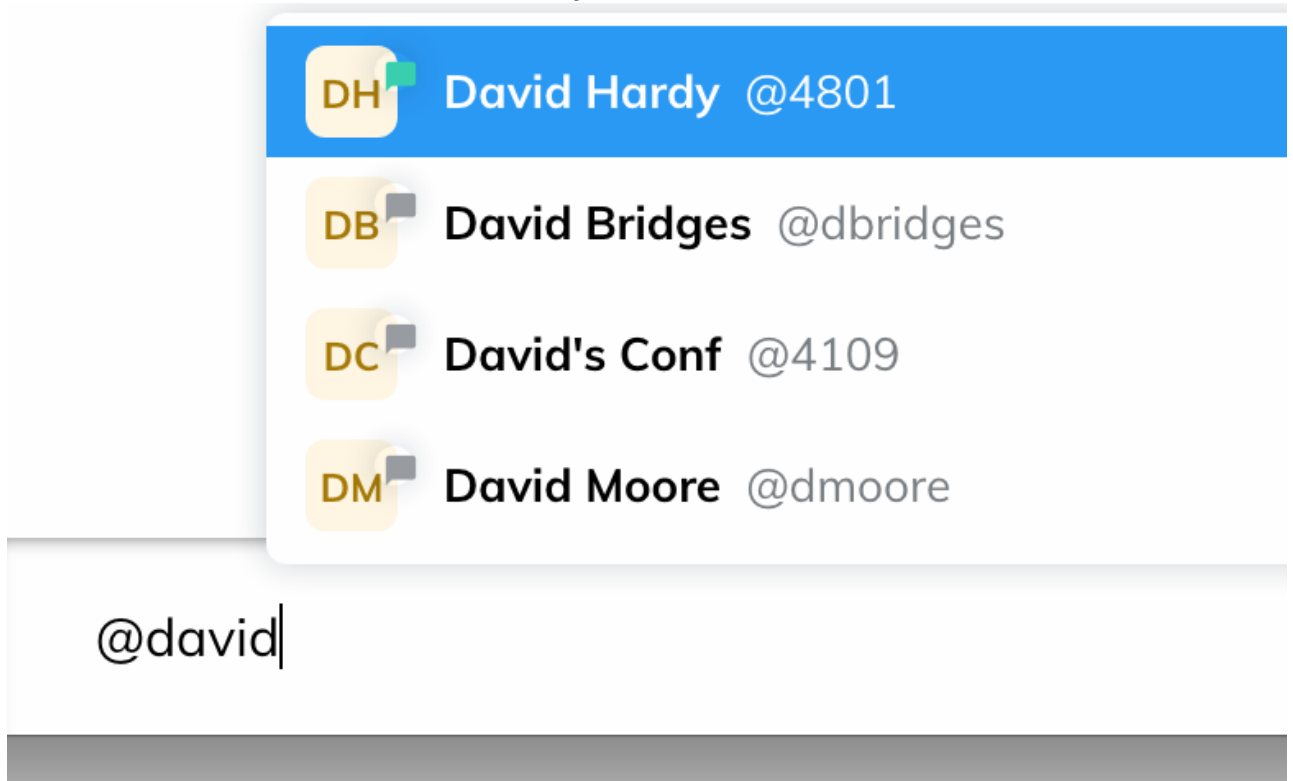 DH David Hardy @4801
DB David Bridges @dbridges
DC David's Conf @4109
DM David Moore @dmoore
@david